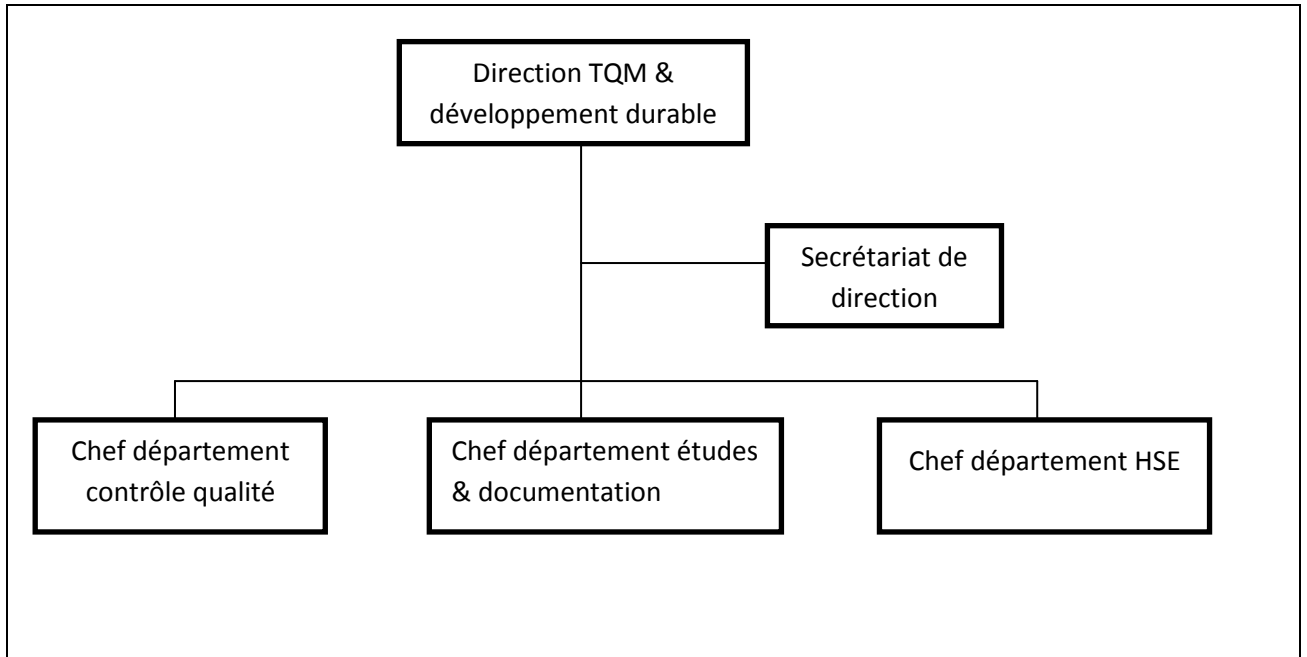 Direction TQM &
développement durable
Secrétariat de
direction
Chef département
contrôle qualité
Chef département études
& documentation
Chef département HSE